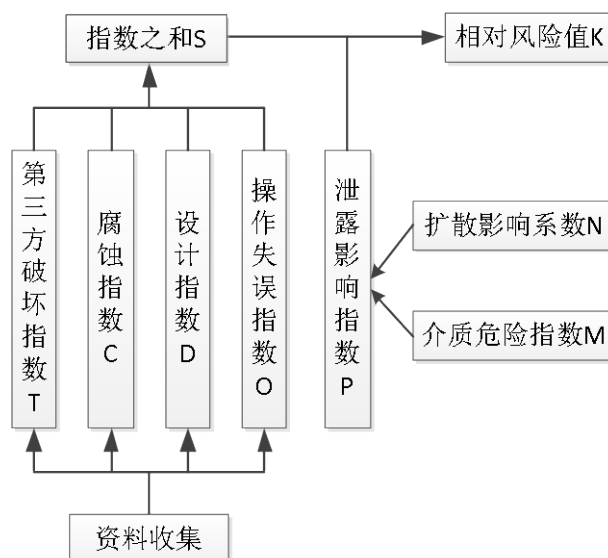 指数之和S
相对风险值K
第三方破坏指数T
腐蚀指数C
设计指数D
操作失误指数O
泄露影响指数P
扩散影响系数N
介质危险指数M
资料收集